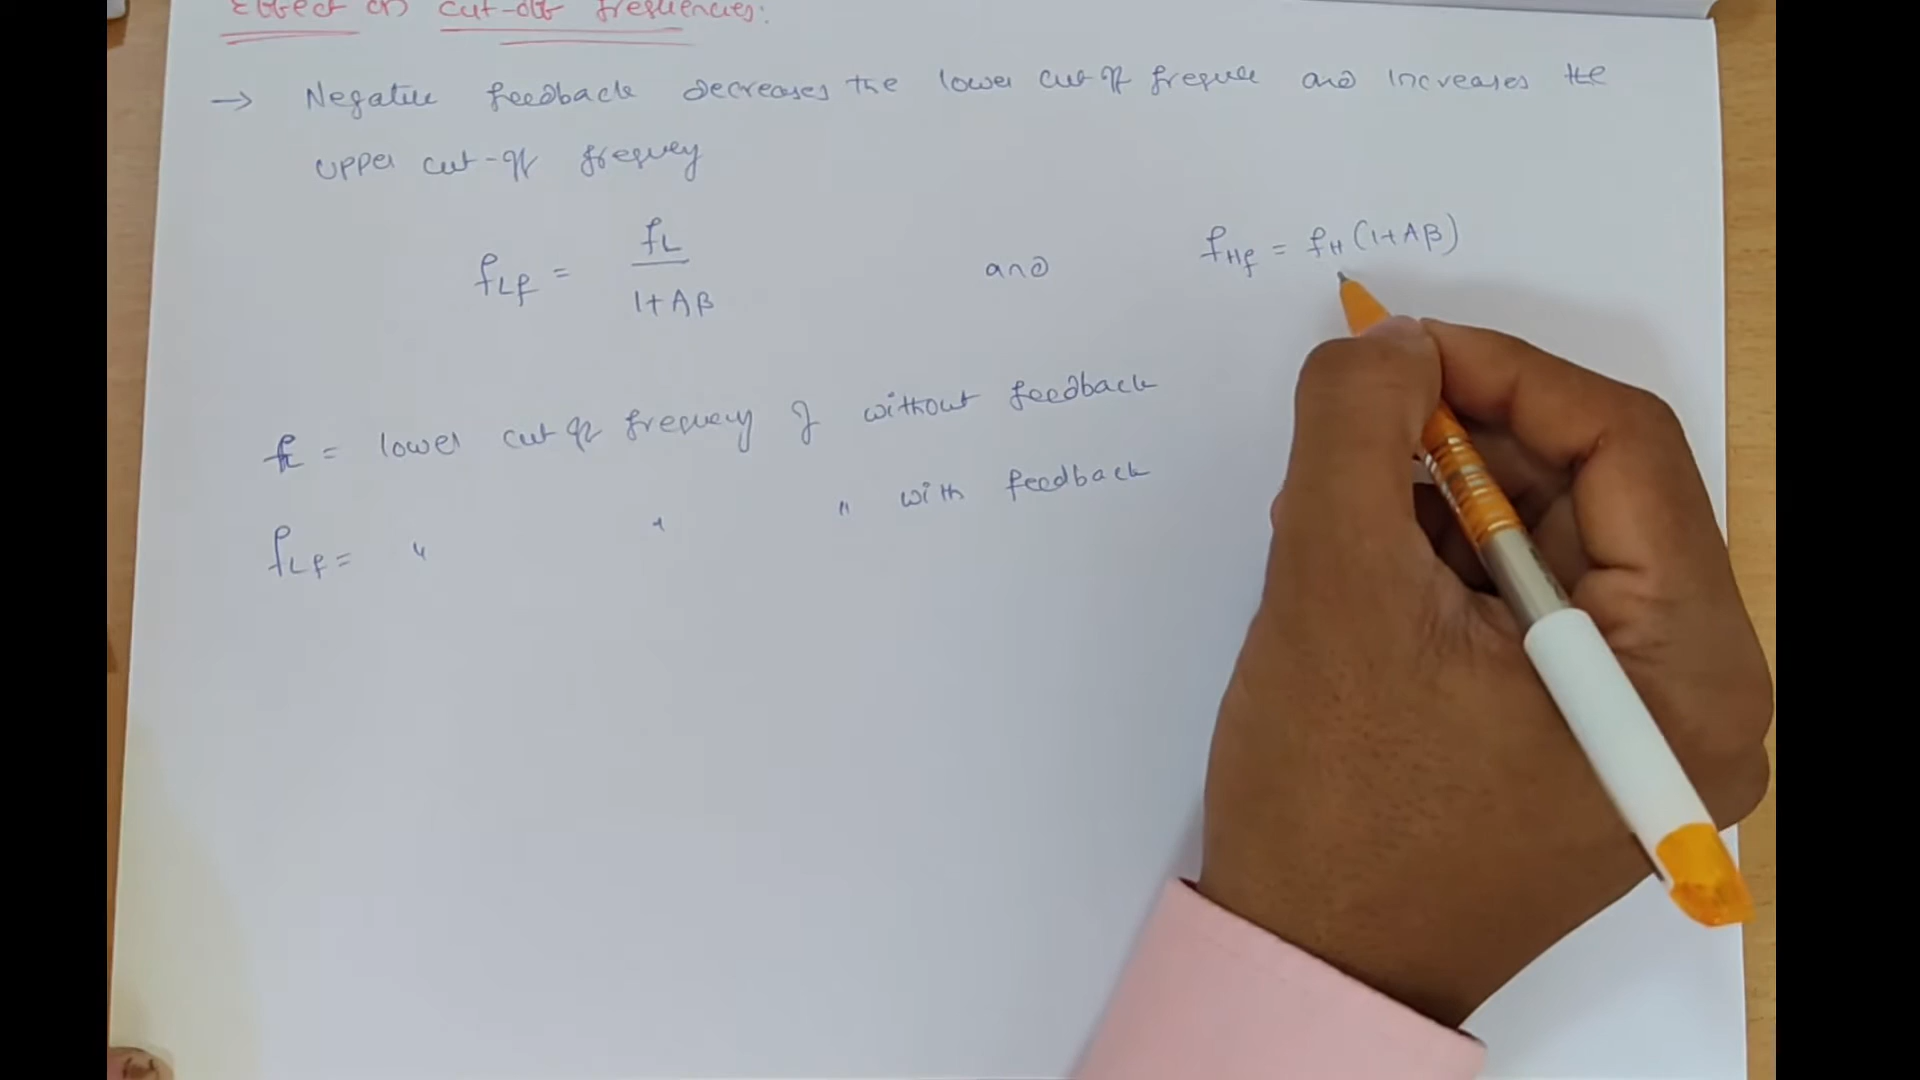 Effect on cut-off frequencies:
→ Negative feedback decreases the lower cut off and increases the
upper cut-off frequency
fLf = fL / 1+Aβ and fHf = fH (1+Aβ)
fL = lower cut off frequency of without feedback
fLf = " " " with feedback